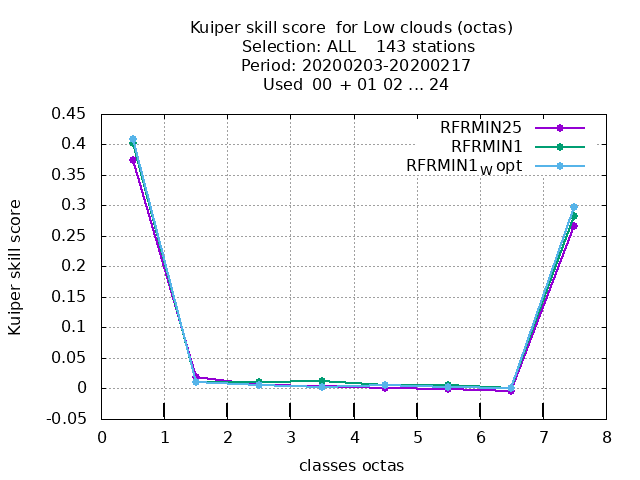 Kuiper skill score  for Low clouds (octas)
Selection: ALL    143 stations
Period: 20200203-20200217
Used  00 + 01 02 ... 24
RFRMIN25
RFRMIN1
RFRMIN1W opt
Kuiper skill score
0.45
0.4
0.35
0.3
0.25
0.2
0.15
0.1
0.05
0
-0.05
0 1 2 3 4 5 6 7 8
classes octas